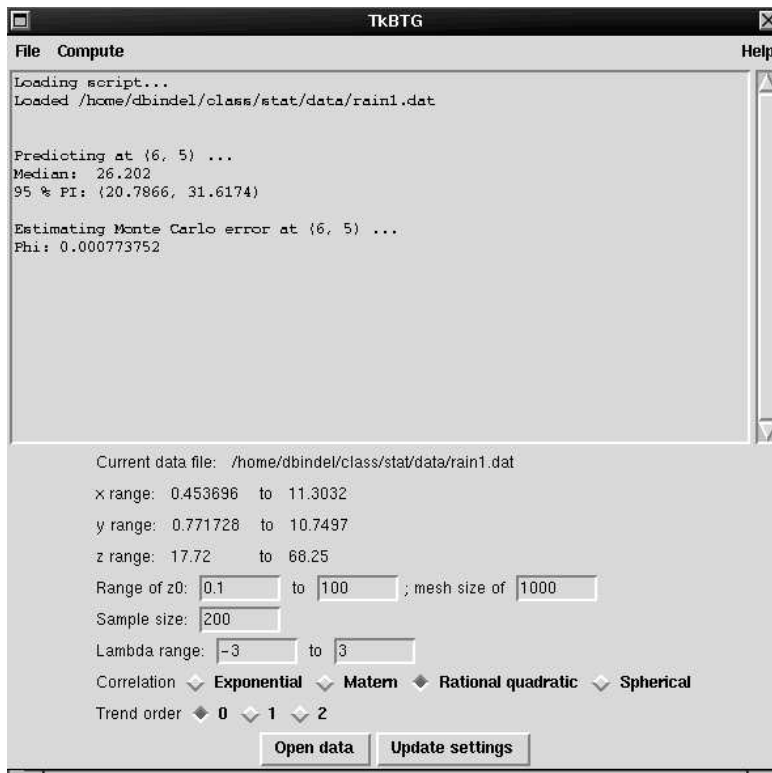 TkBTG
File Compute Help
Loading script...
Loaded /home/dbindel/class/stat/data/rain1.dat
Predicting at (6, 5) ...
Median: 26.202
95 % PI: (20.7866, 31.6174)
Estimating Monte Carlo error at (6, 5) ...
Phi: 0.000773752
Current data file: /home/dbindel/class/stat/data/rain1.dat
x range: 0.453696 to 11.3032
y range: 0.771728 to 10.7497
z range: 17.72 to 68.25
Range of z0: 0.1 to 100 ; mesh size of 1000
Sample size: 200
Lambda range: -3 to 3
Correlation Exponential Matern Rational quadratic Spherical
Trend order 0 1 2
Open data Update settings